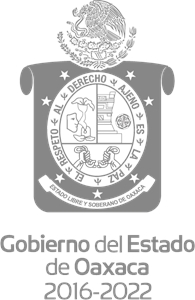 EL RESPETO AL DERECHO AJENO ES LA PAZ
ESTADO LIBRE Y SOBERANO DE OAXACA
Gobierno del Estado
de Oaxaca
2016-2022